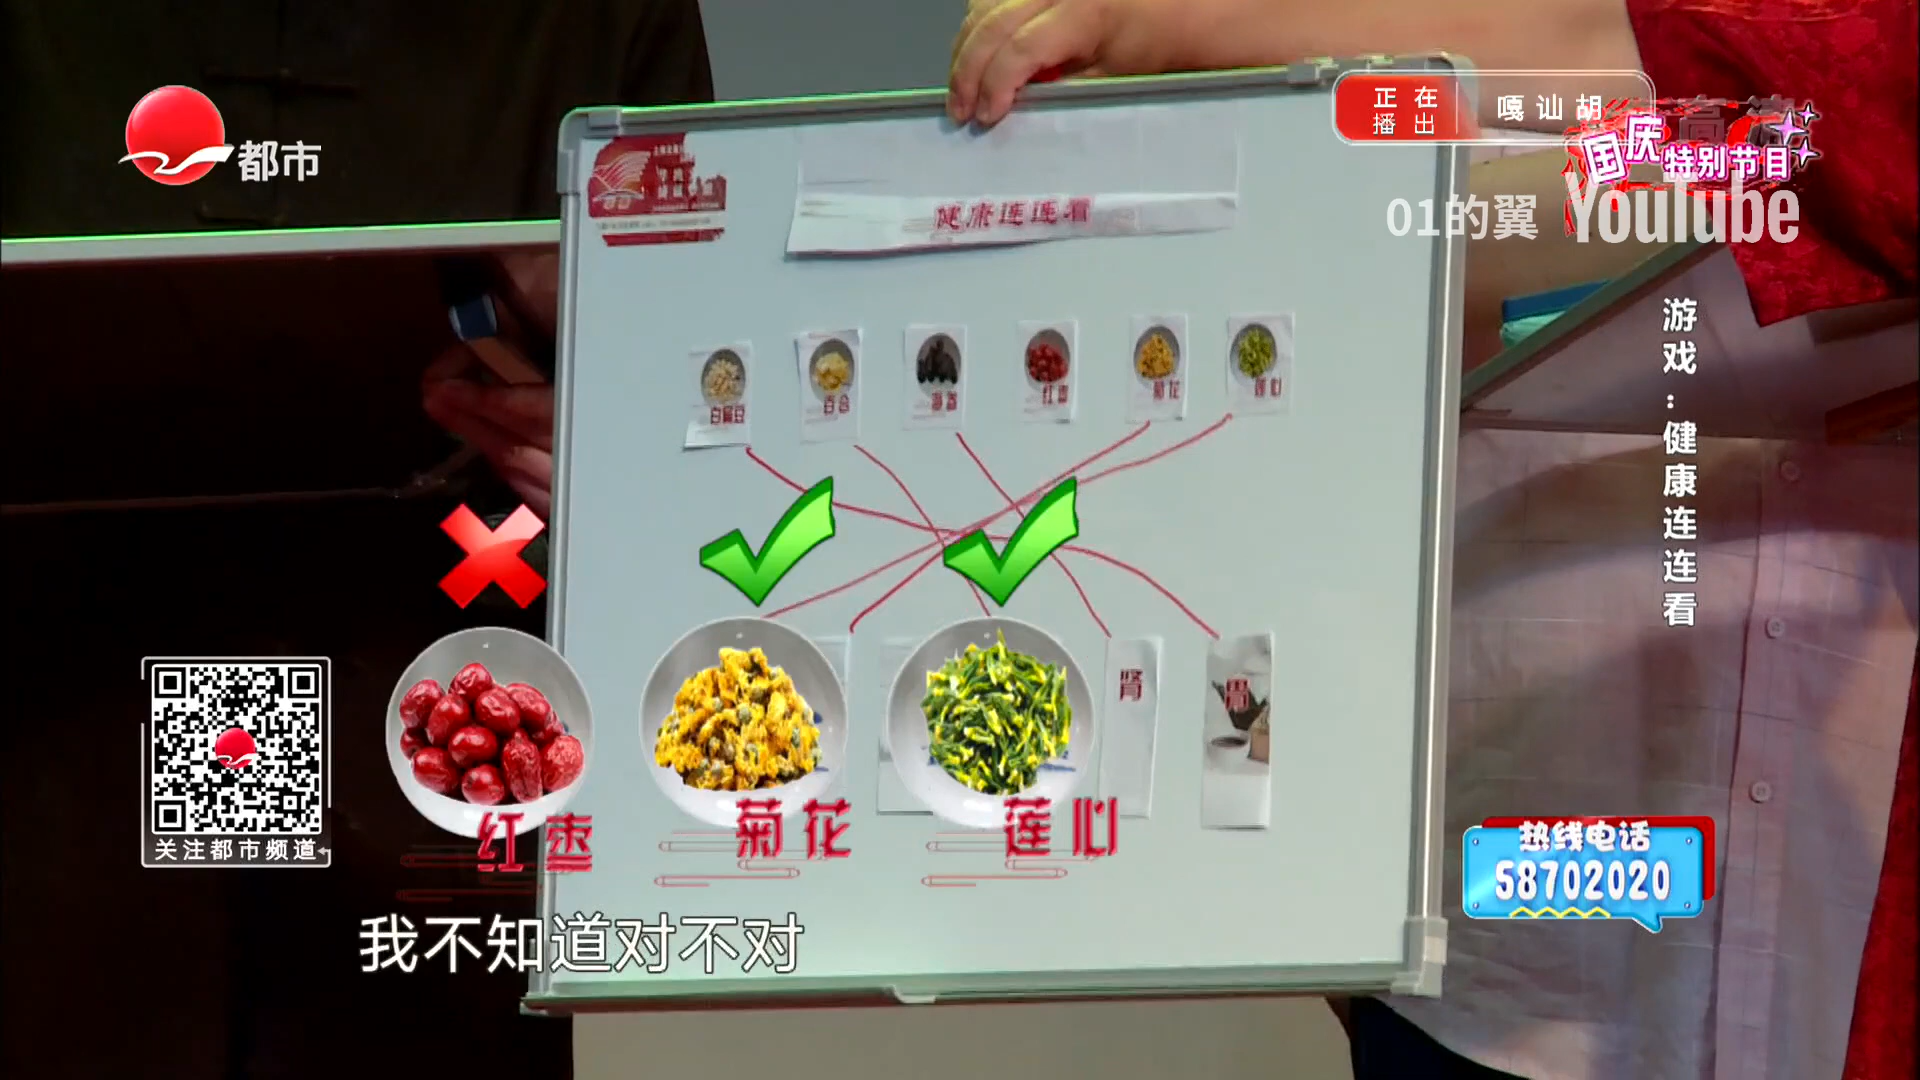 都市
正在播出
嘎讪胡
国庆特别节目
01的翼 YouTube
健康连连看
白扁豆
百合
海参
红枣
菊花
莲心
游戏：健康连连看
肾
胃
红枣
菊花
莲心
关注都市频道
热线电话
58702020
我不知道对不对